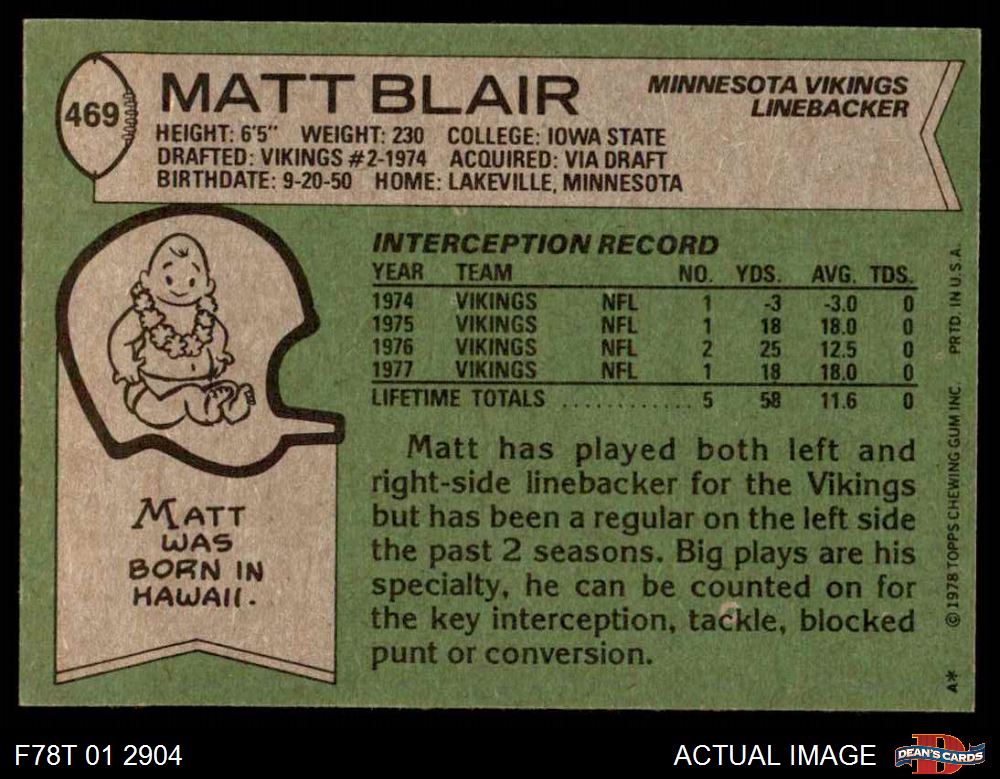 469
MATT BLAIR
MINNESOTA VIKINGS
LINEBACKER
HEIGHT: 6'5" WEIGHT: 230 COLLEGE: IOWA STATE
DRAFTED: VIKINGS #2-1974 ACQUIRED: VIA DRAFT
BIRTHDATE: 9-20-50 HOME: LAKEVILLE, MINNESOTA
INTERCEPTION RECORD
YEAR TEAM NO. YDS. AVG. TDS.
1974 VIKINGS NFL 1 -3 -3.0 0
1975 VIKINGS NFL 1 18 18.0 0
1976 VIKINGS NFL 2 25 12.5 0
1977 VIKINGS NFL 1 18 18.0 0
LIFETIME TOTALS ............ 5 58 11.6 0
Matt has played both left and
right-side linebacker for the Vikings
but has been a regular on the left side
the past 2 seasons. Big plays are his
specialty, he can be counted on for
the key interception, tackle, blocked
punt or conversion.
MATT
WAS
BORN IN
HAWAII.
A* ©1978 TOPPS CHEWING GUM INC. PRTD. IN U.S.A.
F78T 01 2904
ACTUAL IMAGE
D
DEAN'S CARDS